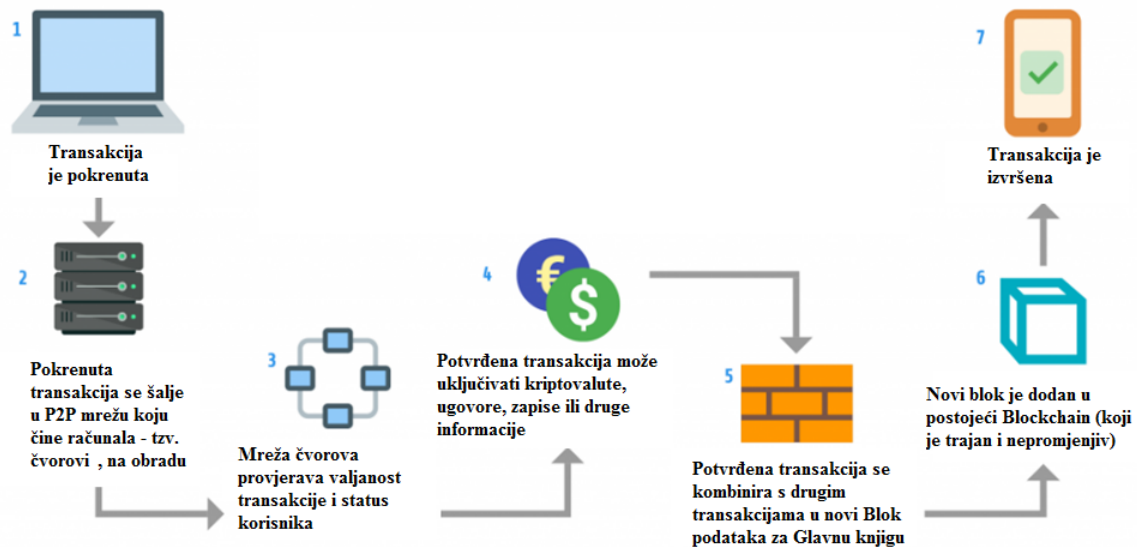 1
Transakcija
je pokrenuta
2
Pokrenuta
transakcija se šalje
u P2P mrežu koju
čine računala - tzv.
čvorovi , na obradu
3
Mreža čvorova
provjerava valjanost
transakcije i status
korisnika
4
€
$
Potvrđena transakcija može
uključivati kriptovalute,
ugovore, zapise ili druge
informacije
5
Potvrđena transakcija se
kombinira s drugim
transakcijama u novi Blok
podataka za Glavnu knjigu
6
Novi blok je dodan u
postojeći Blockchain (koji
je trajan i nepromjenjiv)
7
Transakcija je
izvršena